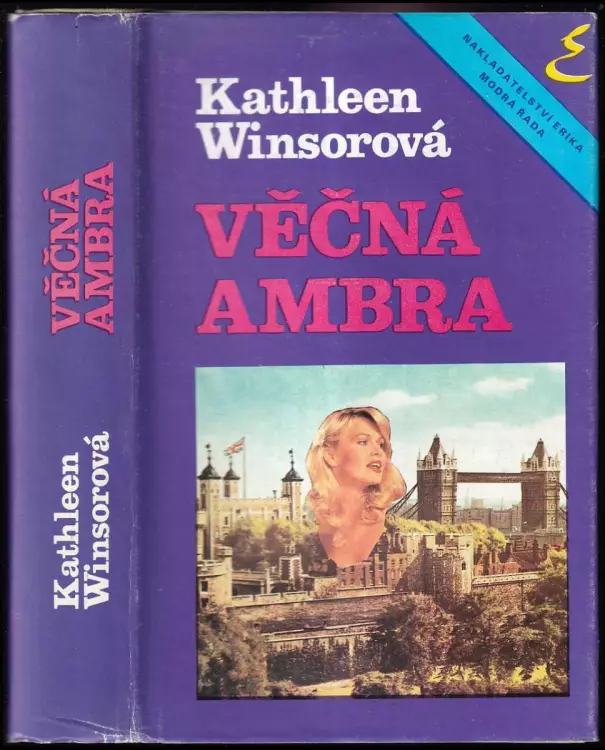 VĚČNÁ
AMBRA
Kathleen
Winsorová
NAKLADATELSTVÍ ERIKA
MODRÁ ŘADA
Kathleen
Winsorová
VĚČNÁ
AMBRA